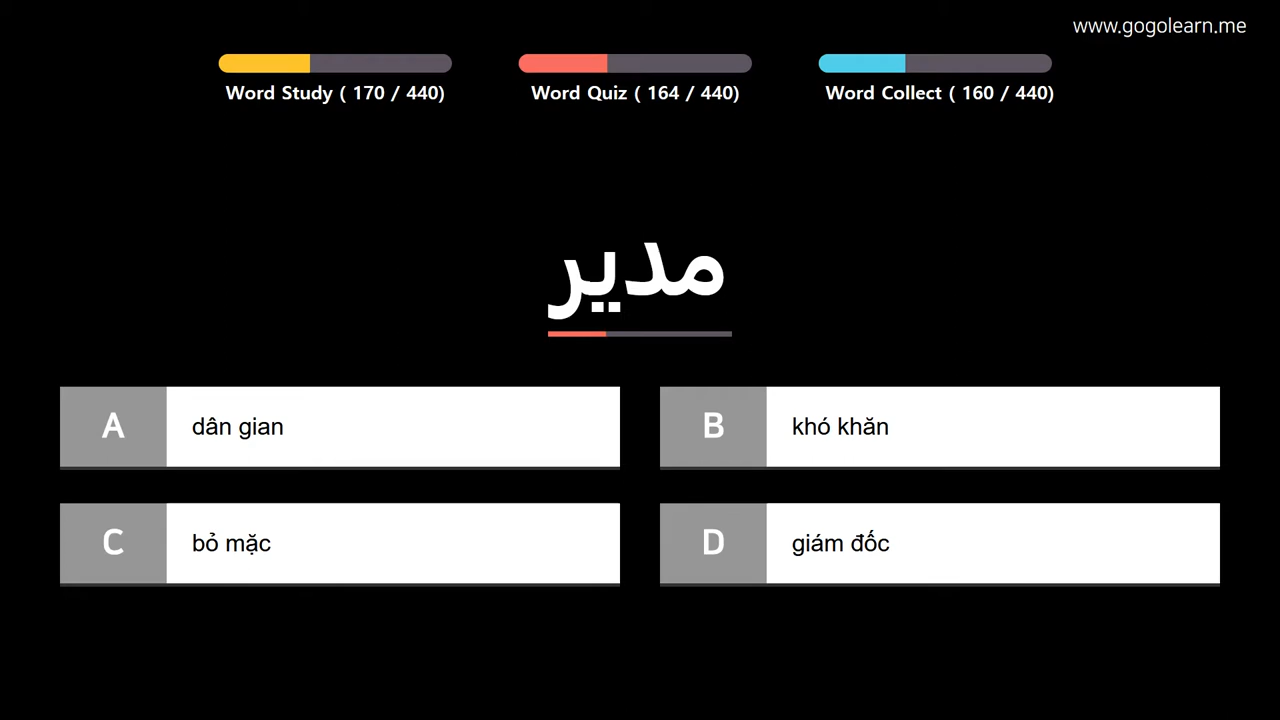 www.gogolearn.me
Word Study ( 170 / 440)
Word Quiz ( 164 / 440)
Word Collect ( 160 / 440)
مدير
A
dân gian
B
khó khăn
C
bỏ mặc
D
giám đốc